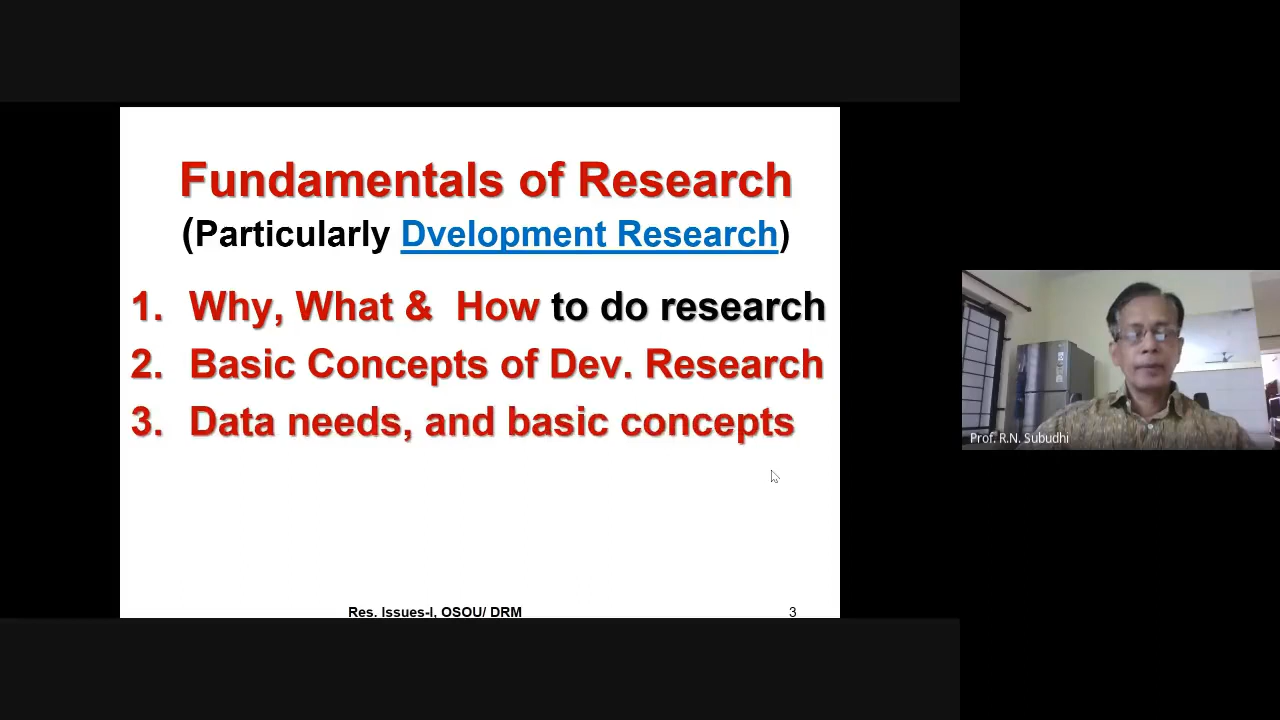 Fundamentals of Research
(Particularly Dvelopment Research)
1. Why, What & How to do research
2. Basic Concepts of Dev. Research
3. Data needs, and basic concepts
Res. Issues-I, OSOU/ DRM
3
Prof. R.N. Subudhi